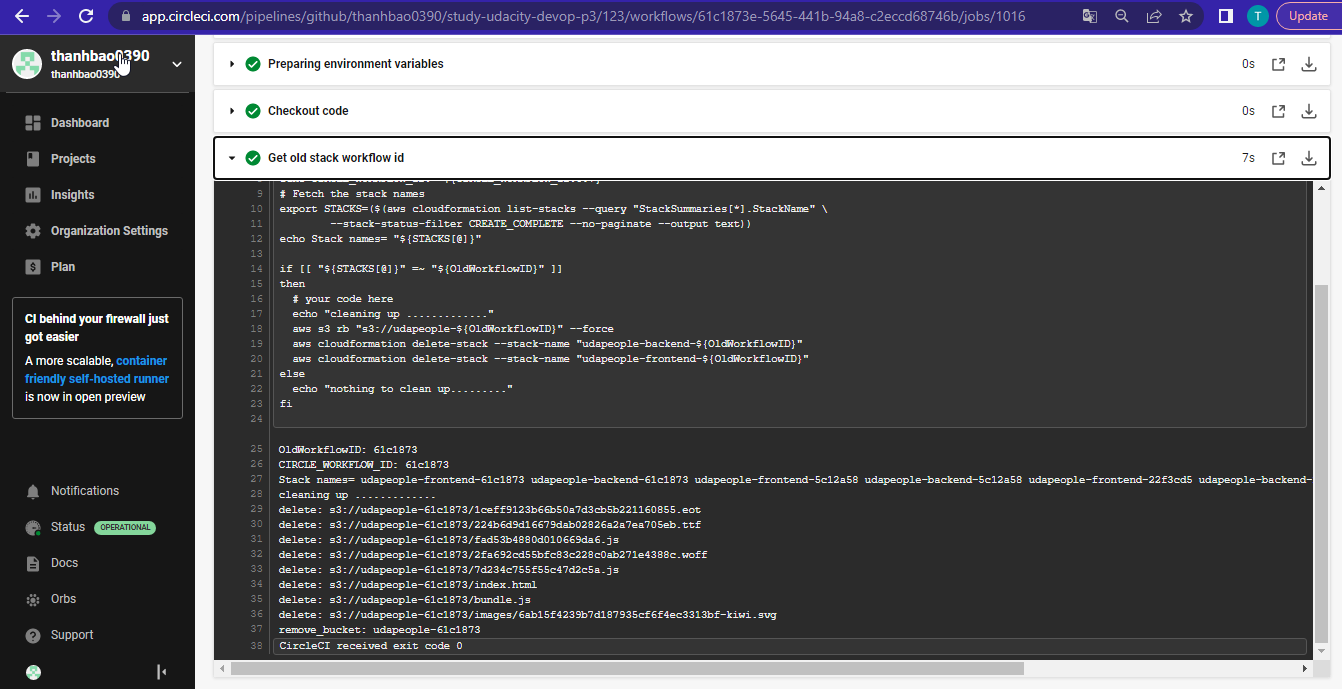 app.circleci.com/pipelines/github/thanhbao0390/study-udacity-devop-p3/123/workflows/61c1873e-5645-441b-94a8-c2eccd68746b/jobs/1016
T
Update
thanhbao0390
thanhbao0390
Dashboard
Projects
Insights
Organization Settings
Plan
CI behind your firewall just
got easier
A more scalable, container
friendly self-hosted runner
is now in open preview
Notifications
Status OPERATIONAL
Docs
Orbs
Support
Preparing environment variables 0s
Checkout code 0s
Get old stack workflow id 7s
9 # Fetch the stack names
10 export STACKS=($(aws cloudformation list-stacks --query "StackSummaries[*].StackName" \
11 --stack-status-filter CREATE_COMPLETE --no-paginate --output text))
12 echo Stack names= "${STACKS[@]}"
13
14 if [[ "${STACKS[@]}" =~ "${OldWorkflowID}" ]]
15 then
16 # your code here
17 echo "cleaning up ............."
18 aws s3 rb "s3://udapeople-${OldWorkflowID}" --force
19 aws cloudformation delete-stack --stack-name "udapeople-backend-${OldWorkflowID}"
20 aws cloudformation delete-stack --stack-name "udapeople-frontend-${OldWorkflowID}"
21 else
22 echo "nothing to clean up........."
23 fi
24
25 OldWorkflowID: 61c1873
26 CIRCLE_WORKFLOW_ID: 61c1873
27 Stack names= udapeople-frontend-61c1873 udapeople-backend-61c1873 udapeople-frontend-5c12a58 udapeople-backend-5c12a58 udapeople-frontend-22f3cd5 udapeople-backend-
28 cleaning up .............
29 delete: s3://udapeople-61c1873/1ceff9123b66b50a7d3cb5b221160855.eot
30 delete: s3://udapeople-61c1873/224b6d9d16679dab02826a2a7ea705eb.ttf
31 delete: s3://udapeople-61c1873/fad53b4880d010669da6.js
32 delete: s3://udapeople-61c1873/2fa692cd55bfc83c228c0ab271e4388c.woff
33 delete: s3://udapeople-61c1873/7d234c755f55c47d2c5a.js
34 delete: s3://udapeople-61c1873/index.html
35 delete: s3://udapeople-61c1873/bundle.js
36 delete: s3://udapeople-61c1873/images/6ab15f4239b7d187935cf6f4ec3313bf-kiwi.svg
37 remove_bucket: udapeople-61c1873
38 CircleCI received exit code 0